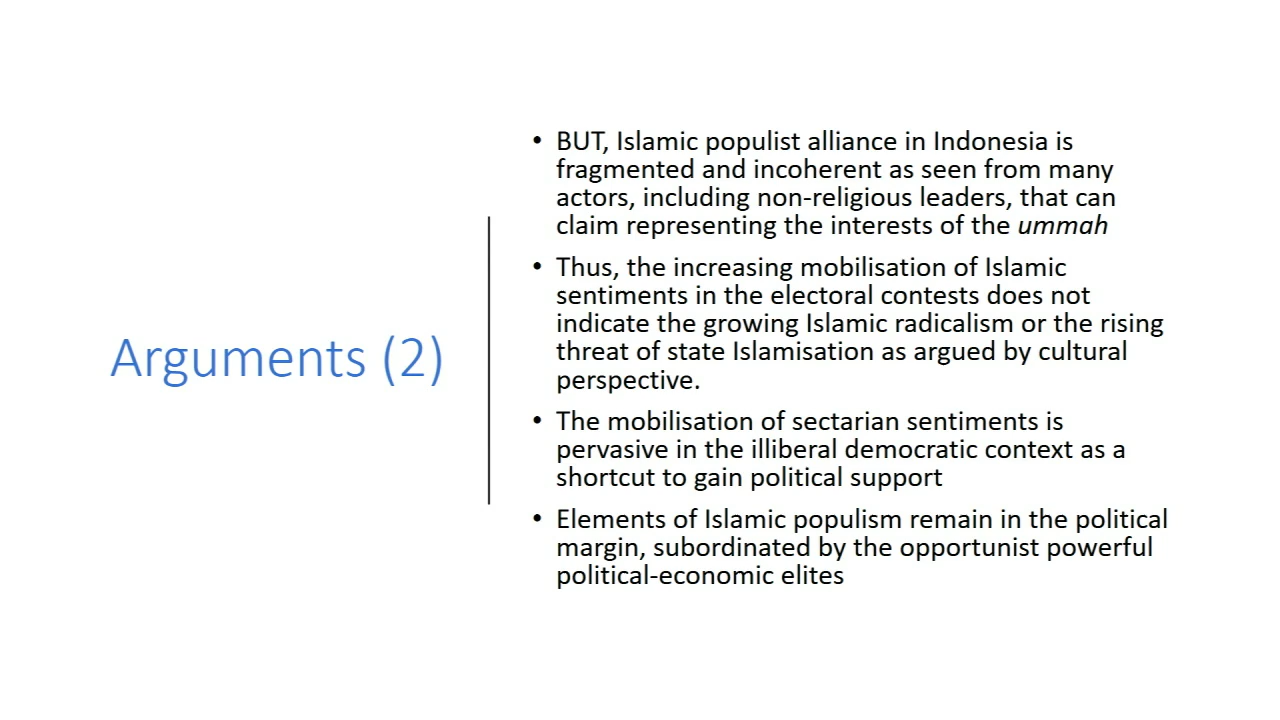 Arguments (2)
• BUT, Islamic populist alliance in Indonesia is
fragmented and incoherent as seen from many
actors, including non-religious leaders, that can
claim representing the interests of the ummah
• Thus, the increasing mobilisation of Islamic
sentiments in the electoral contests does not
indicate the growing Islamic radicalism or the rising
threat of state Islamisation as argued by cultural
perspective.
• The mobilisation of sectarian sentiments is
pervasive in the illiberal democratic context as a
shortcut to gain political support
• Elements of Islamic populism remain in the political
margin, subordinated by the opportunist powerful
political-economic elites